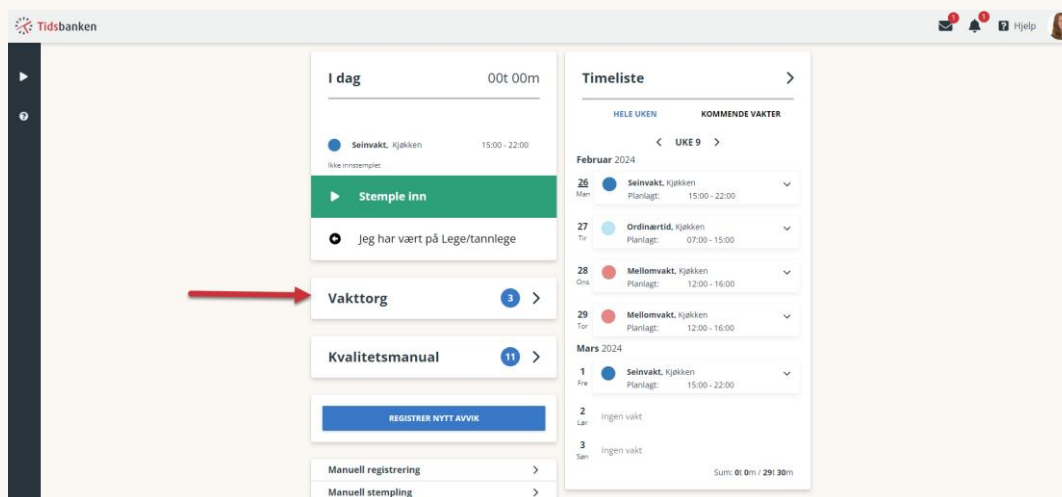 Tidsbanken
1
1
Hjelp
I dag 00t 00m
Seinvakt, Kjøkken 15:00 - 22:00
Ikke innstemplet
Stemple inn
Jeg har vært på Lege/tannlege
Vakttorg 3
Kvalitetsmanual 11
REGISTRER NYTT AVVIK
Manuell registrering
Manuell stempling
Timeliste
HELE UKEN KOMMENDE VAKTER
UKE 9
Februar 2024
26 Seinvakt, Kjøkken
Man Planlagt: 15:00 - 22:00
27 Ordinærtid, Kjøkken
Tir Planlagt: 07:00 - 15:00
28 Mellomvakt, Kjøkken
Ons Planlagt: 12:00 - 16:00
29 Mellomvakt, Kjøkken
Tor Planlagt: 12:00 - 16:00
Mars 2024
1 Seinvakt, Kjøkken
Fre Planlagt: 15:00 - 22:00
2 Ingen vakt
Lør
3 Ingen vakt
Søn
Sum: 0t 0m / 29t 30m